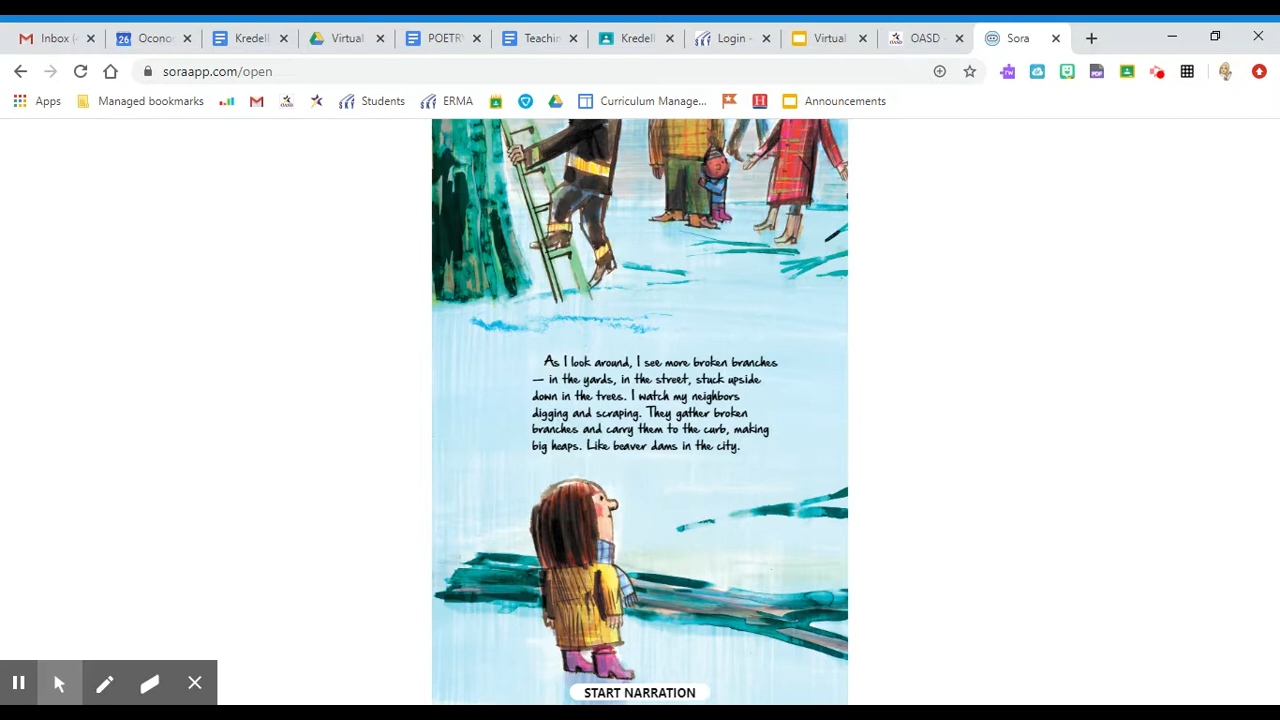 Inbox (
26
Ocono
Kredell
Virtual
POETRY
Teachin
Kredell
Login -
Virtual
OASD
Sora
soraapp.com/open
Apps
Managed bookmarks
Students
ERMA
Curriculum Manage...
H
Announcements
As I look around, I see more broken branches
— in the yards, in the street, stuck upside
down in the trees. I watch my neighbors
digging and scraping. They gather broken
branches and carry them to the curb, making
big heaps. Like beaver dams in the city.
START NARRATION